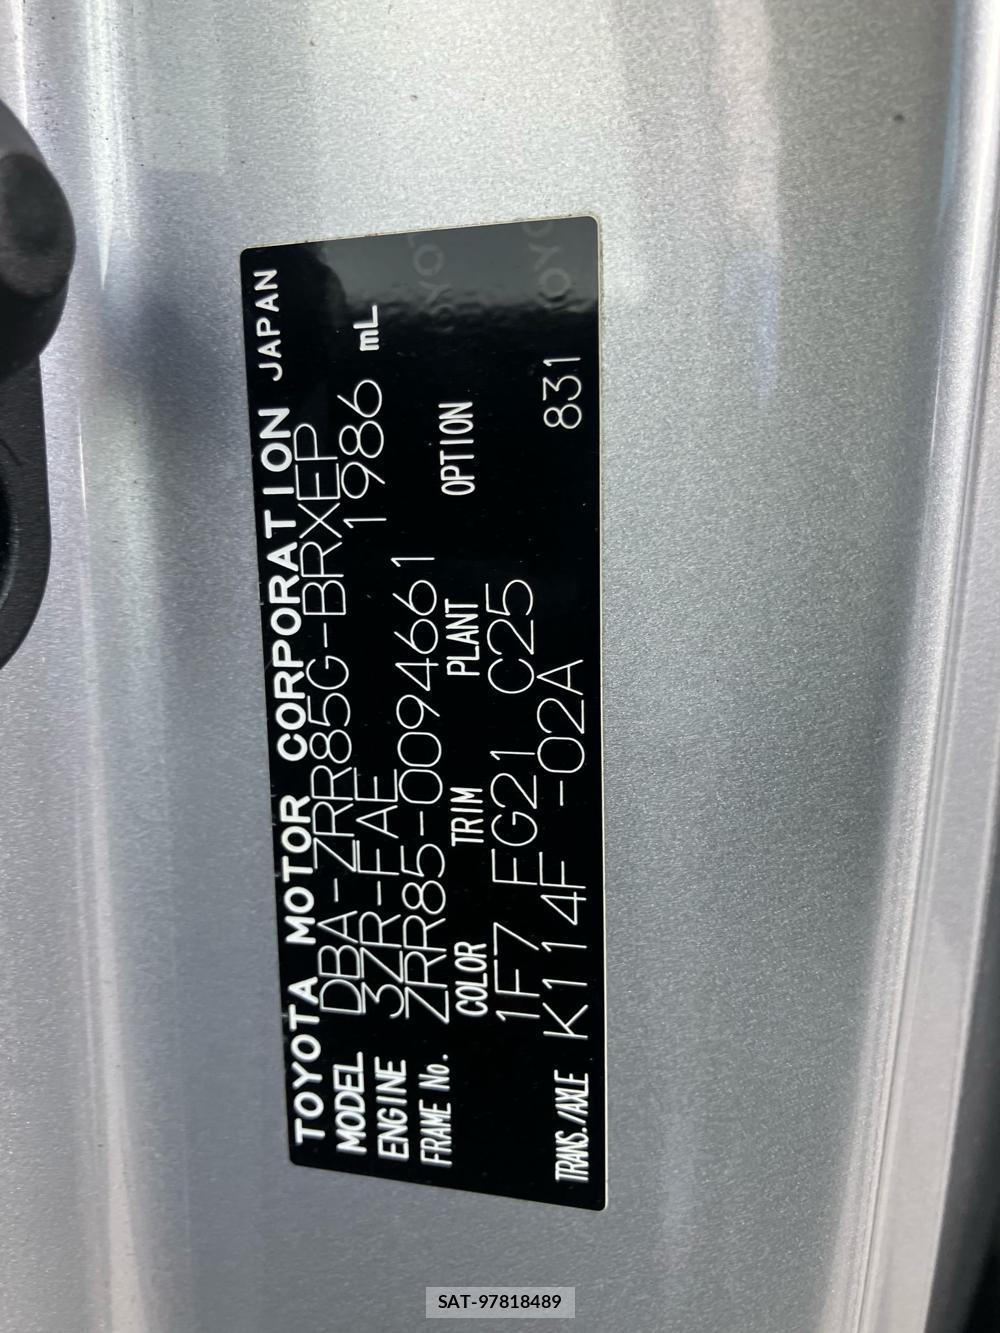 TOYOTA MOTOR CORPORATION JAPAN
MODEL DBA-ZRR85G-BRXEP
ENGINE 3ZR-FAE 1986 mL
FRAME No. ZRR85-0094661
COLOR TRIM PLANT OPTION
1F7 FG21 C25
TRANS./AXLE K114F -02A 831
SAT-97818489